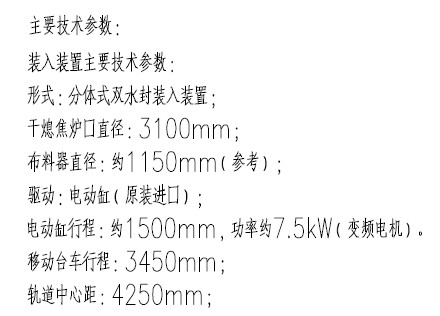 主要技术参数:
装入装置主要技术参数:
形式:分体式双水封装入装置;
干熄焦炉口直径:3100mm;
布料器直径:约1150mm(参考);
驱动:电动缸(原装进口);
电动缸行程:约1500mm,功率约7.5kW(变频电机)。
移动台车行程:3450mm;
轨道中心距:4250mm;